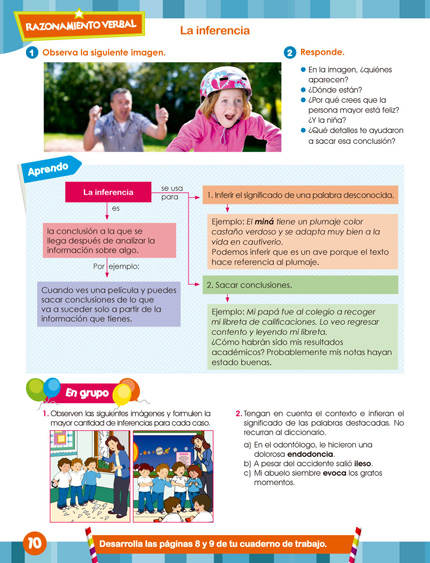 RAZONAMIENTO VERBAL
La inferencia
1 Observa la siguiente imagen.
2 Responde.
En la imagen, ¿quiénes
aparecen?
¿Dónde están?
¿Por qué crees que la
persona mayor está feliz?
¿Y la niña?
¿Qué detalles te ayudaron
a sacar esa conclusión?
Aprendo
La inferencia
se usa
para
es
la conclusión a la que se
llega después de analizar la
información sobre algo.
Por ejemplo:
Cuando ves una película y puedes
sacar conclusiones de lo que
va a suceder solo a partir de la
información que tienes.
1. Inferir el significado de una palabra desconocida.
Ejemplo: El miná tiene un plumaje color
castaño verdoso y se adapta muy bien a la
vida en cautiverio.
Podemos inferir que es un ave porque el texto
hace referencia al plumaje.
2. Sacar conclusiones.
Ejemplo: Mi papá fue al colegio a recoger
mi libreta de calificaciones. Lo veo regresar
contento y leyendo mi libreta.
¿Cómo habrán sido mis resultados
académicos? Probablemente mis notas hayan
estado buenas.
En grupo
1. Observen las siguientes imágenes y formulen la
mayor cantidad de inferencias para cada caso.
2. Tengan en cuenta el contexto e infieran el
significado de las palabras destacadas. No
recurran al diccionario.
a) En el odontólogo, le hicieron una
dolorosa endodoncia.
b) A pesar del accidente salió ileso.
c) Mi abuelo siembre evoca los gratos
momentos.
10
Desarrolla las páginas 8 y 9 de tu cuaderno de trabajo.